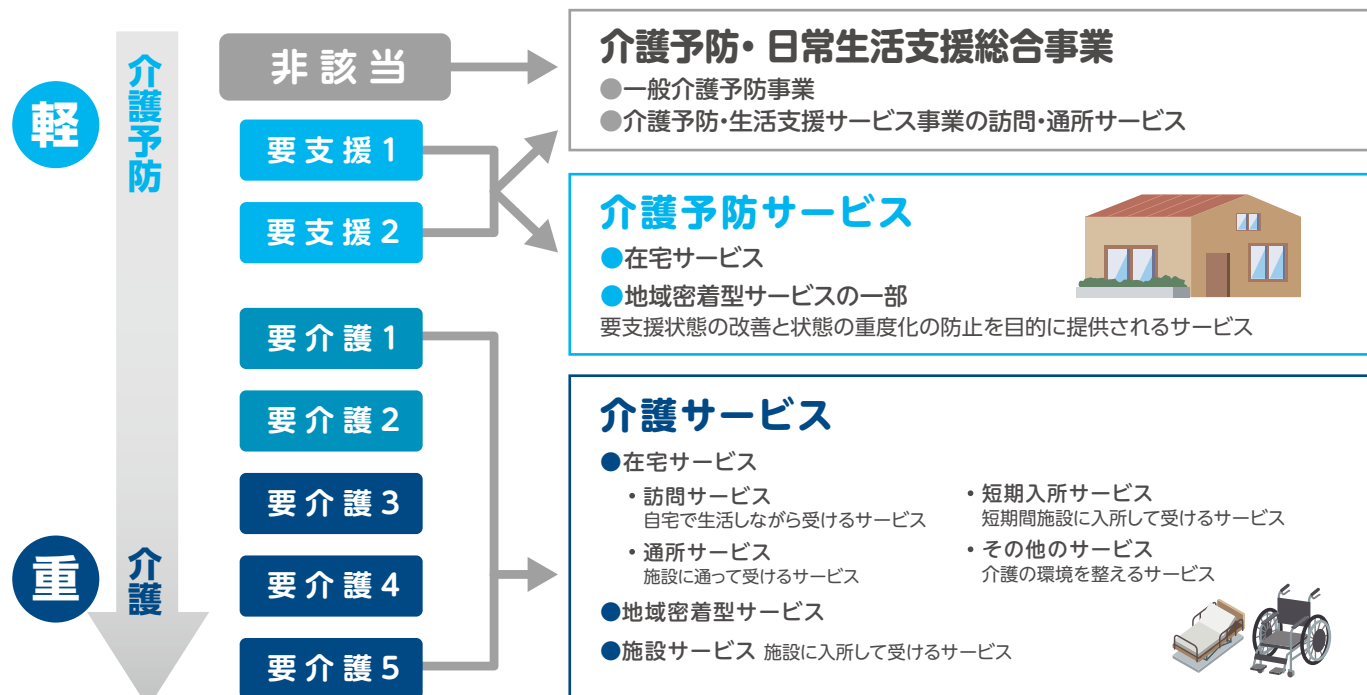 軽
介護予防
非該当
要支援1
要支援2
要介護1
要介護2
要介護3
要介護4
要介護5
重
介護
介護予防・日常生活支援総合事業
●一般介護予防事業
●介護予防・生活支援サービス事業の訪問・通所サービス
介護予防サービス
●在宅サービス
●地域密着型サービスの一部
要支援状態の改善と状態の重度化の防止を目的に提供されるサービス
介護サービス
●在宅サービス
・訪問サービス
自宅で生活しながら受けるサービス
・通所サービス
施設に通って受けるサービス
・短期入所サービス
短期間施設に入所して受けるサービス
・その他のサービス
介護の環境を整えるサービス
●地域密着型サービス
●施設サービス 施設に入所して受けるサービス